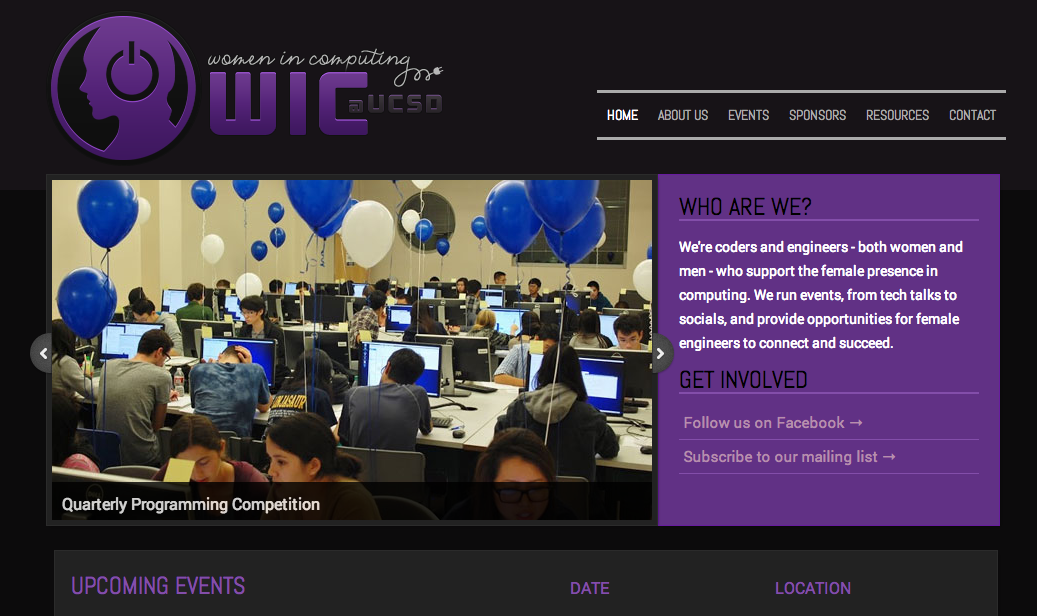 women in computing
WIC
@UCSD
HOME ABOUT US EVENTS SPONSORS RESOURCES CONTACT
WHO ARE WE?
We're coders and engineers - both women and
men - who support the female presence in
computing. We run events, from tech talks to
socials, and provide opportunities for female
engineers to connect and succeed.
GET INVOLVED
Follow us on Facebook →
Subscribe to our mailing list →
Quarterly Programming Competition
UPCOMING EVENTS DATE LOCATION